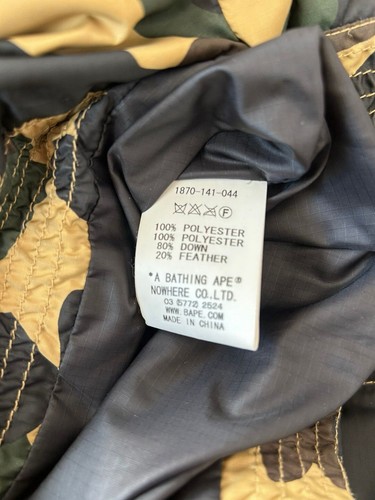 1870-141-044
F
100% POLYESTER
100% POLYESTER
80% DOWN
20% FEATHER
*A BATHING APE®
NOWHERE CO.,LTD.
03 (5772) 2524
WWW.BAPE.COM
MADE IN CHINA